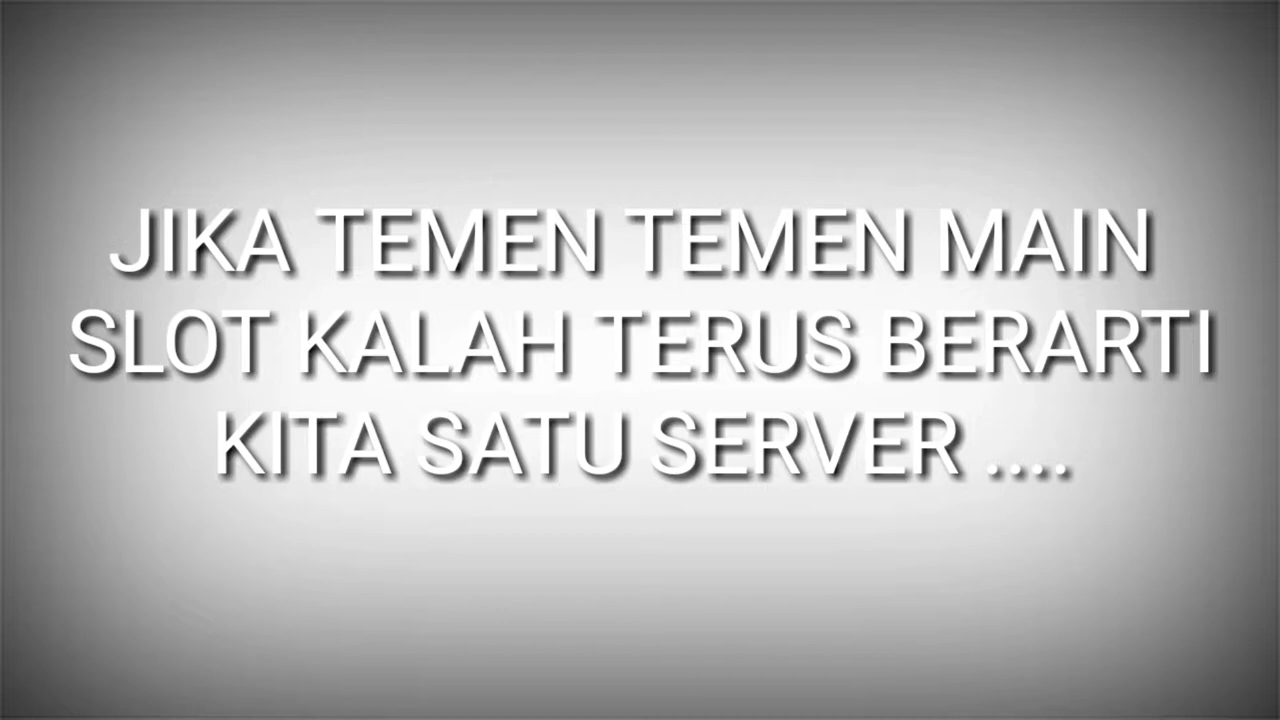 JIKA TEMEN TEMEN MAIN
SLOT KALAH TERUS BERARTI
KITA SATU SERVER ....